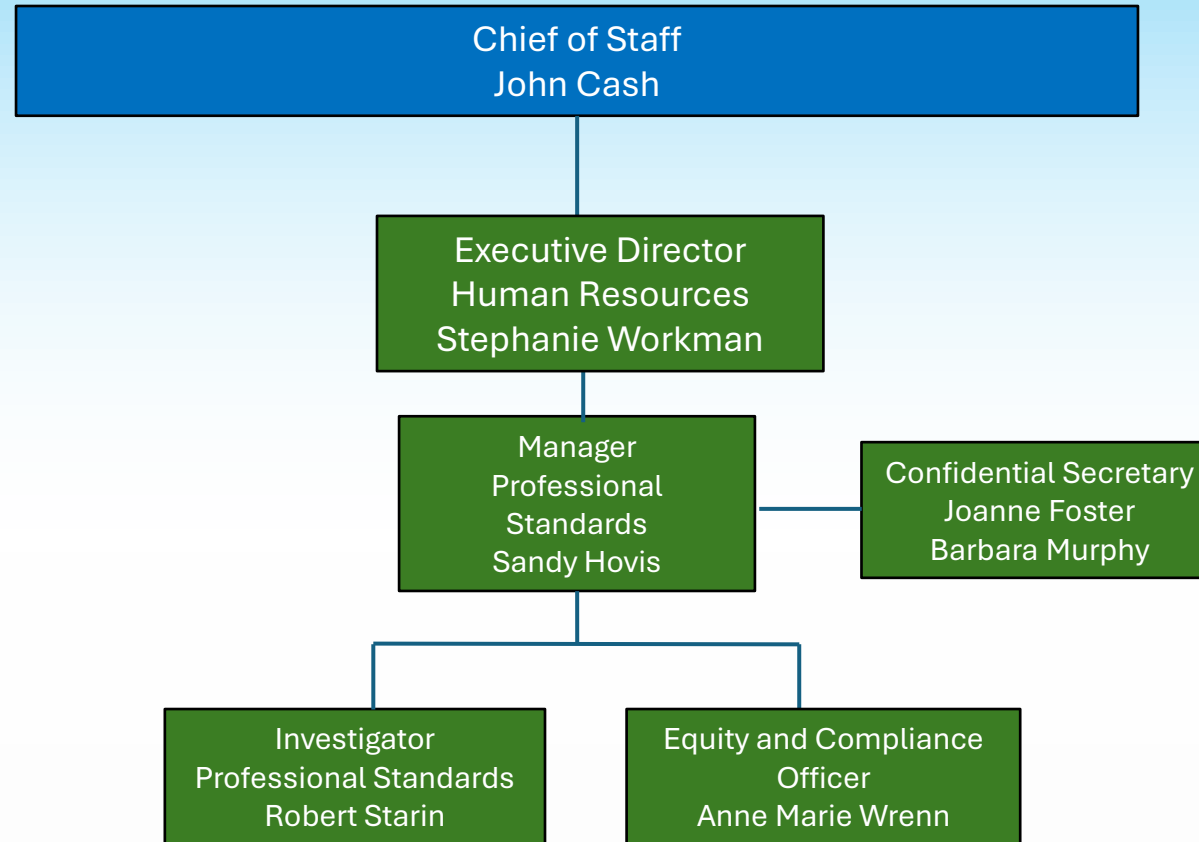 Chief of Staff
John Cash
Executive Director
Human Resources
Stephanie Workman
Manager
Professional
Standards
Sandy Hovis
Confidential Secretary
Joanne Foster
Barbara Murphy
Investigator
Professional Standards
Robert Starin
Equity and Compliance
Officer
Anne Marie Wrenn